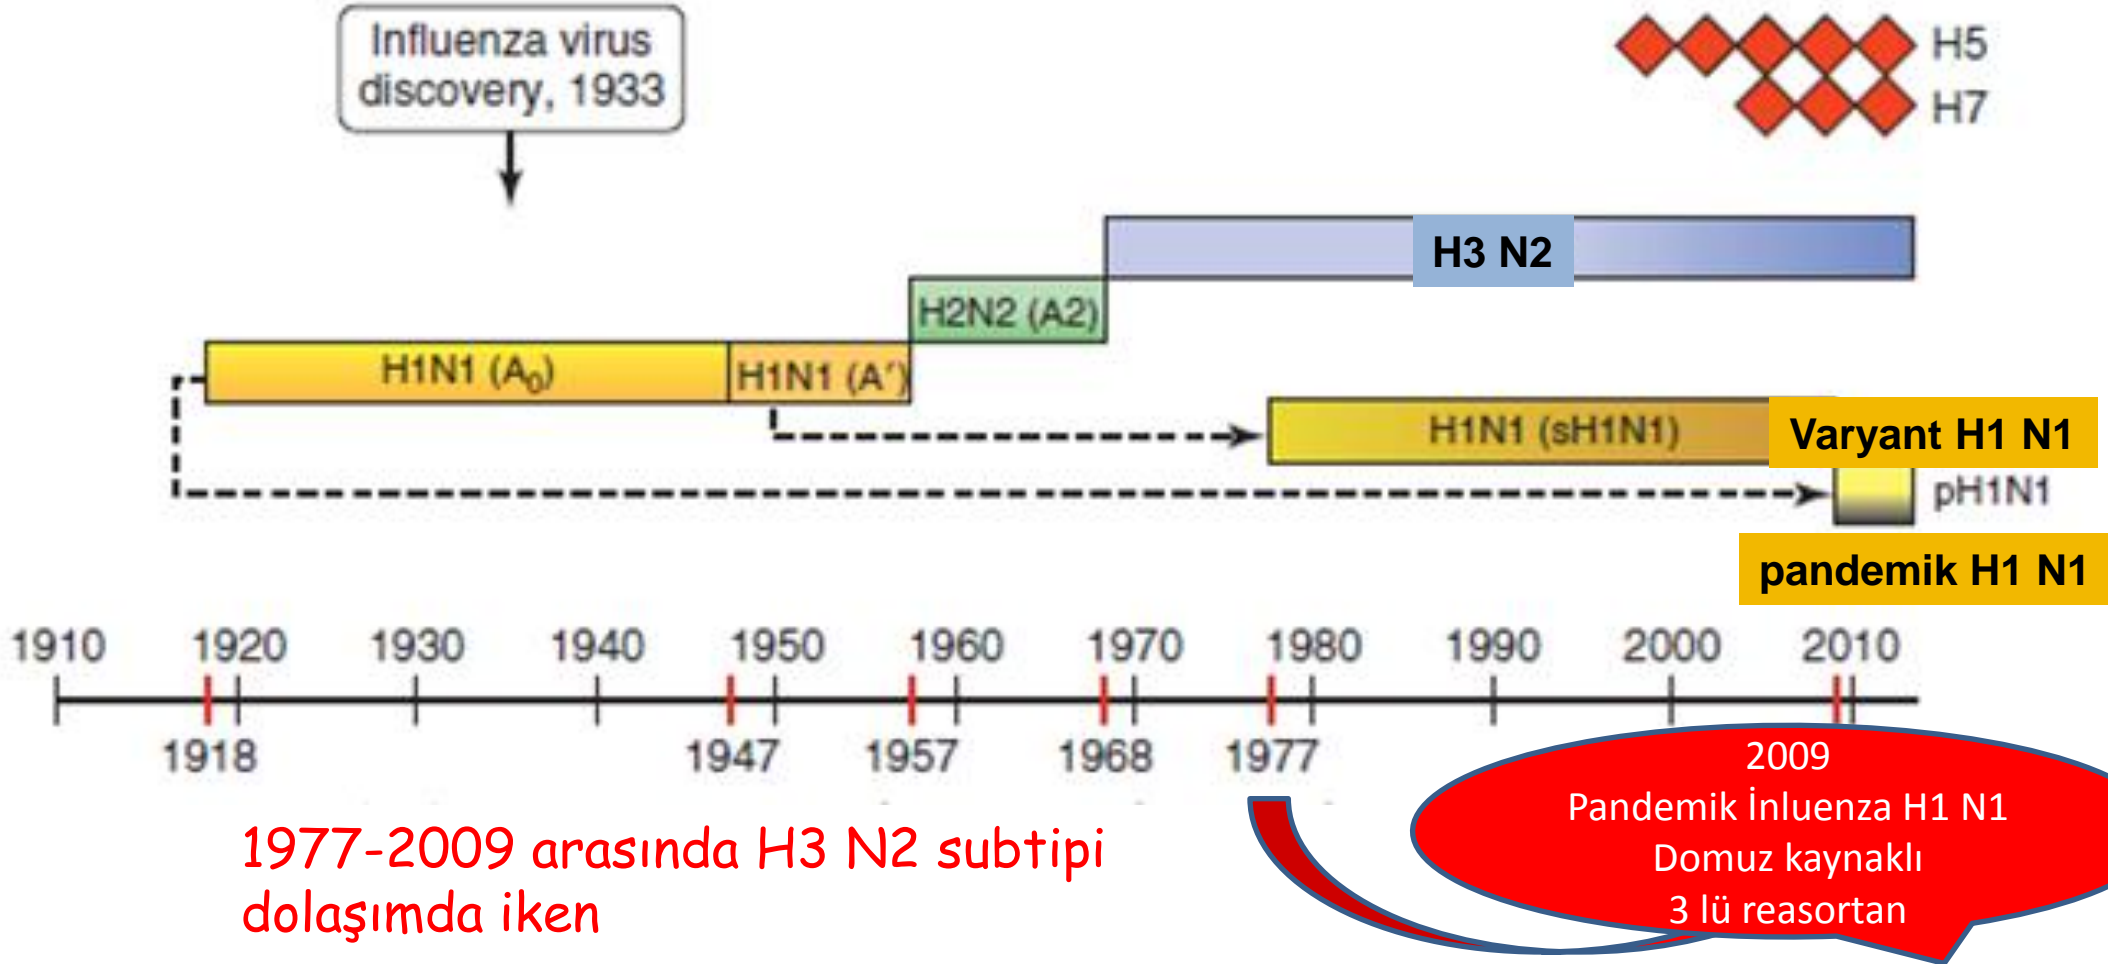 Influenza virus
discovery, 1933
H5
H7
H3 N2
H2N2 (A2)
H1N1 (A₀)
H1N1 (A′)
H1N1 (sH1N1)
Varyant H1 N1
pH1N1
pandemik H1 N1
1910 1920 1930 1940 1950 1960 1970 1980 1990 2000 2010
1918 1947 1957 1968 1977
2009
Pandemik İnluenza H1 N1
Domuz kaynaklı
3 lü reasortan
1977-2009 arasında H3 N2 subtipi
dolaşımda iken